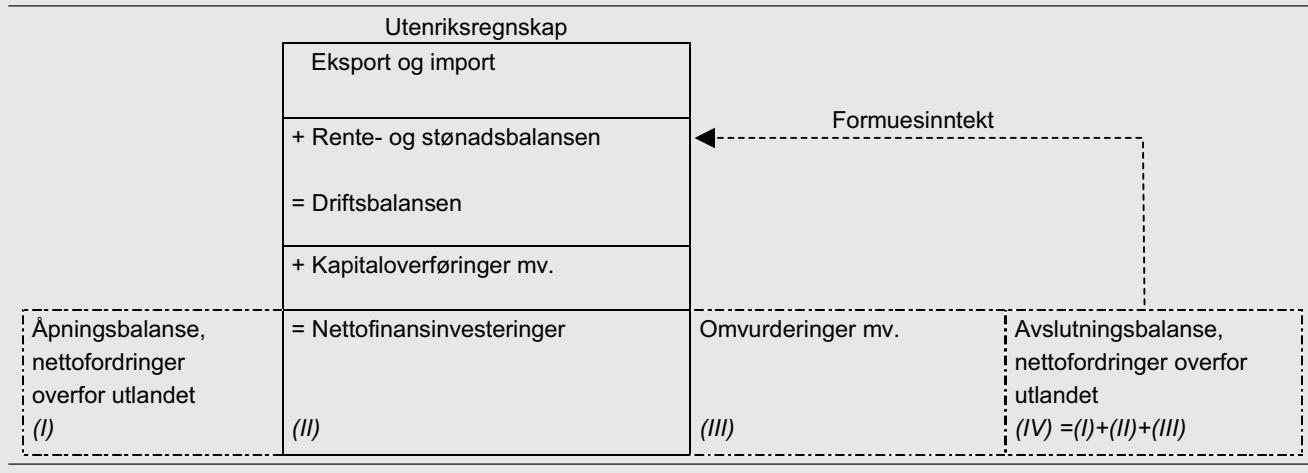 Utenriksregnskap
Eksport og import
+ Rente- og stønadsbalansen
Formuesinntekt
= Driftsbalansen
+ Kapitaloverføringer mv.
Åpningsbalanse,
nettofordringer
overfor utlandet
(I)
= Nettofinansinvesteringer
(II)
Omvurderinger mv.
(III)
Avslutningsbalanse,
nettofordringer overfor
utlandet
(IV) =(I)+(II)+(III)